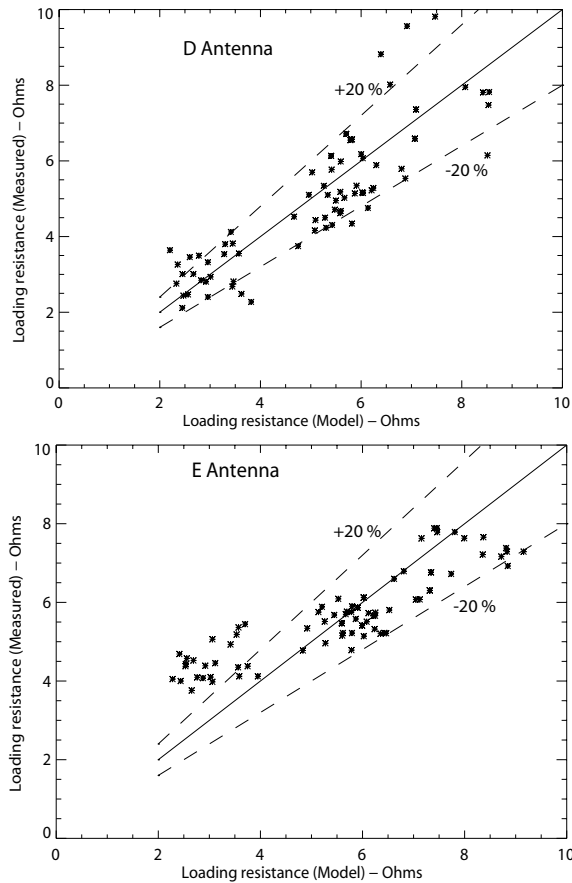 10
D Antenna
8
+20 %
6
-20 %
4
2
0
Loading resistance (Measured) – Ohms
0 2 4 6 8 10
Loading resistance (Model) – Ohms
10
E Antenna
8
+20 %
6
-20 %
4
2
0
Loading resistance (Measured) – Ohms
0 2 4 6 8 10
Loading resistance (Model) – Ohms